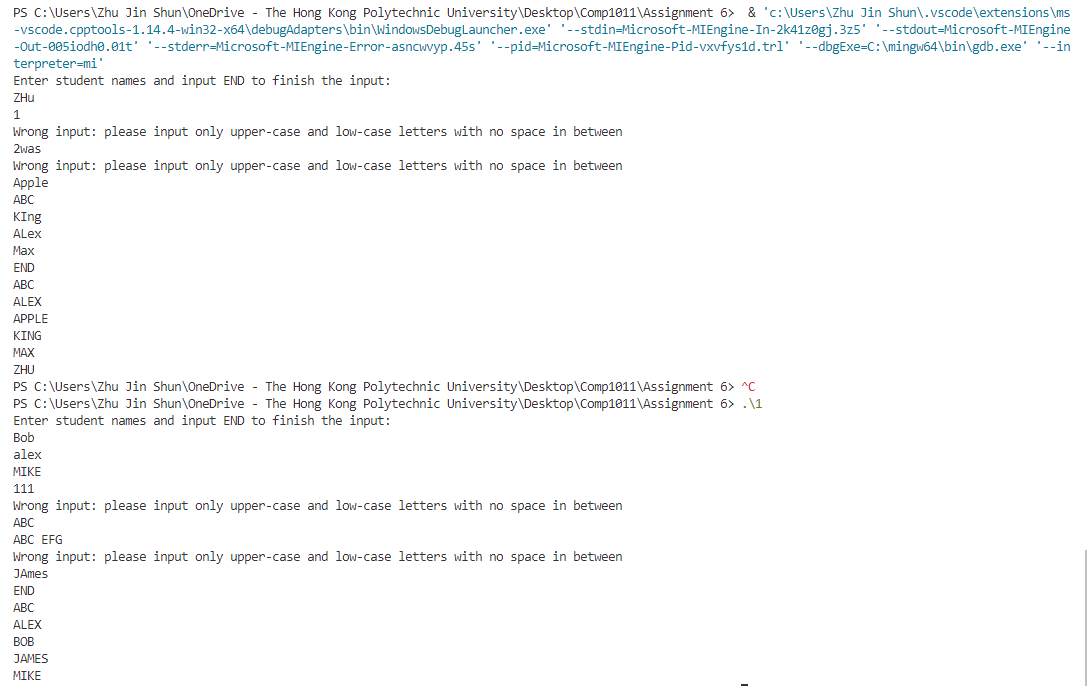 PS C:\Users\Zhu Jin Shun\OneDrive - The Hong Kong Polytechnic University\Desktop\Comp1011\Assignment 6>  & 'c:\Users\Zhu Jin Shun\.vscode\extensions\ms
-vscode.cpptools-1.14.4-win32-x64\debugAdapters\bin\WindowsDebugLauncher.exe' '--stdin=Microsoft-MIEngine-In-2k41z0gj.3z5' '--stdout=Microsoft-MIEngine
-Out-005iodh0.01t' '--stderr=Microsoft-MIEngine-Error-asncwvyp.45s' '--pid=Microsoft-MIEngine-Pid-vxvfys1d.trl' '--dbgExe=C:\mingw64\bin\gdb.exe' '--in
terpreter=mi'
Enter student names and input END to finish the input:
ZHu
1
Wrong input: please input only upper-case and low-case letters with no space in between
2was
Wrong input: please input only upper-case and low-case letters with no space in between
Apple
ABC
KIng
ALex
Max
END
ABC
ALEX
APPLE
KING
MAX
ZHU
PS C:\Users\Zhu Jin Shun\OneDrive - The Hong Kong Polytechnic University\Desktop\Comp1011\Assignment 6> ^C
PS C:\Users\Zhu Jin Shun\OneDrive - The Hong Kong Polytechnic University\Desktop\Comp1011\Assignment 6> .\1
Enter student names and input END to finish the input:
Bob
alex
MIKE
111
Wrong input: please input only upper-case and low-case letters with no space in between
ABC
ABC EFG
Wrong input: please input only upper-case and low-case letters with no space in between
JAmes
END
ABC
ALEX
BOB
JAMES
MIKE